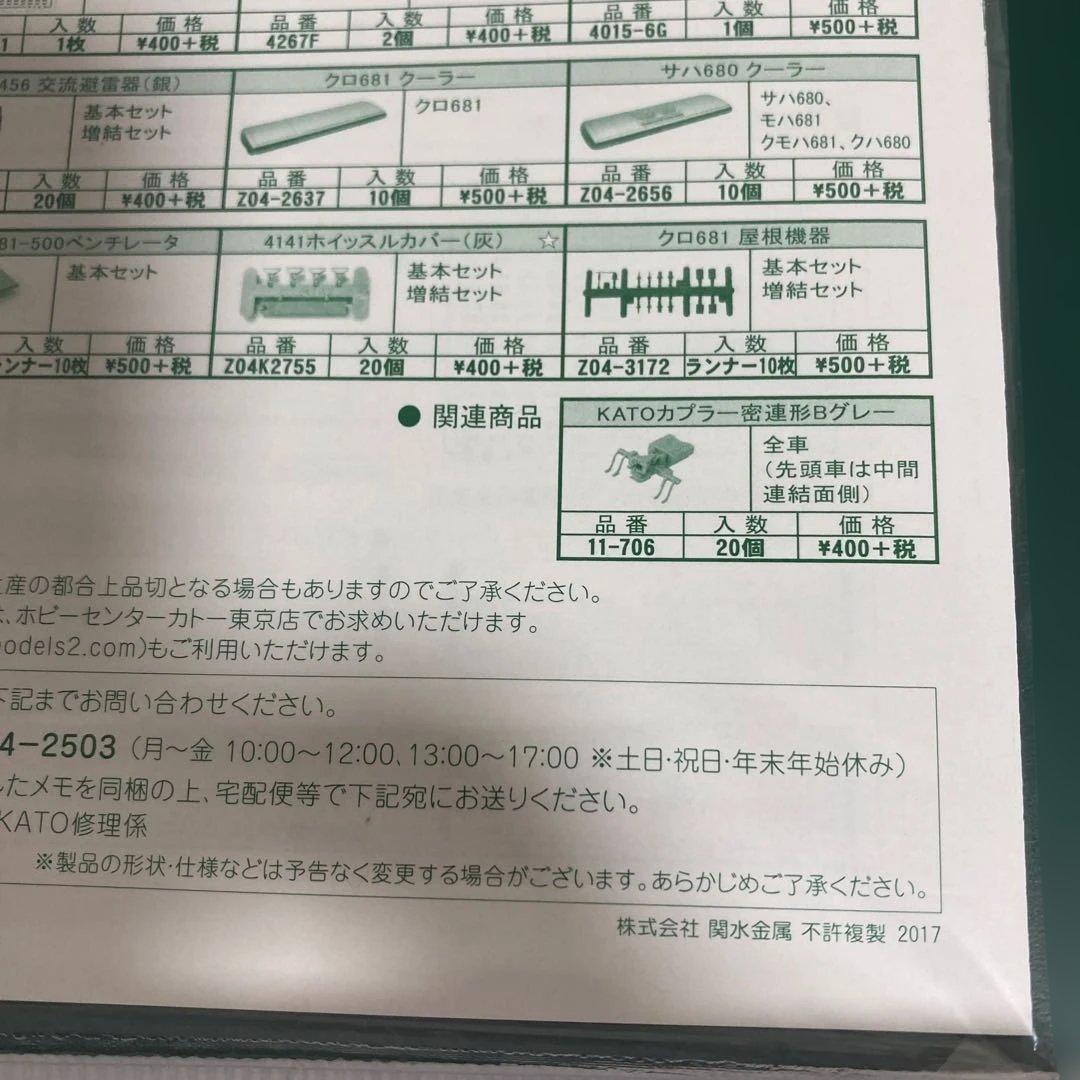 入数 価格 品番 入数 価格 品番 入数 価格
1 1枚 ¥400+税 4267F 2個 ¥400+税 4015-6G 1個 ¥500+税
456 交流避雷器(銀) クロ681 クーラー サハ680 クーラー
基本セット
増結セット
クロ681
サハ680、
モハ681
クモハ681、クハ680
入数 価格 品番 入数 価格 品番 入数 価格
20個 ¥400+税 Z04-2637 10個 ¥500+税 Z04-2656 10個 ¥500+税
81-500ベンチレータ 4141ホイッスルカバー(灰) ☆ クロ681 屋根機器
基本セット
基本セット
増結セット
基本セット
増結セット
入数 価格 品番 入数 価格 品番 入数 価格
ンナー10枚 ¥500+税 Z04K2755 20個 ¥400+税 Z04-3172 ランナー10枚 ¥500+税
● 関連商品
KATOカプラー密連形Bグレー
全車
(先頭車は中間
連結面側)
品番 入数 価格
11-706 20個 ¥400+税
産の都合上品切となる場合もありますのでご了承ください。
、ホビーセンターカトー東京店でお求めいただけます。
odels2.com)もご利用いただけます。
下記までお問い合わせください。
4-2503 (月~金 10:00~12:00、13:00~17:00 ※土日・祝日・年末年始休み)
したメモを同梱の上、宅配便等で下記宛にお送りください。
KATO修理係
※製品の形状・仕様などは予告なく変更する場合がございます。あらかじめご了承ください。
株式会社 関水金属 不許複製 2017